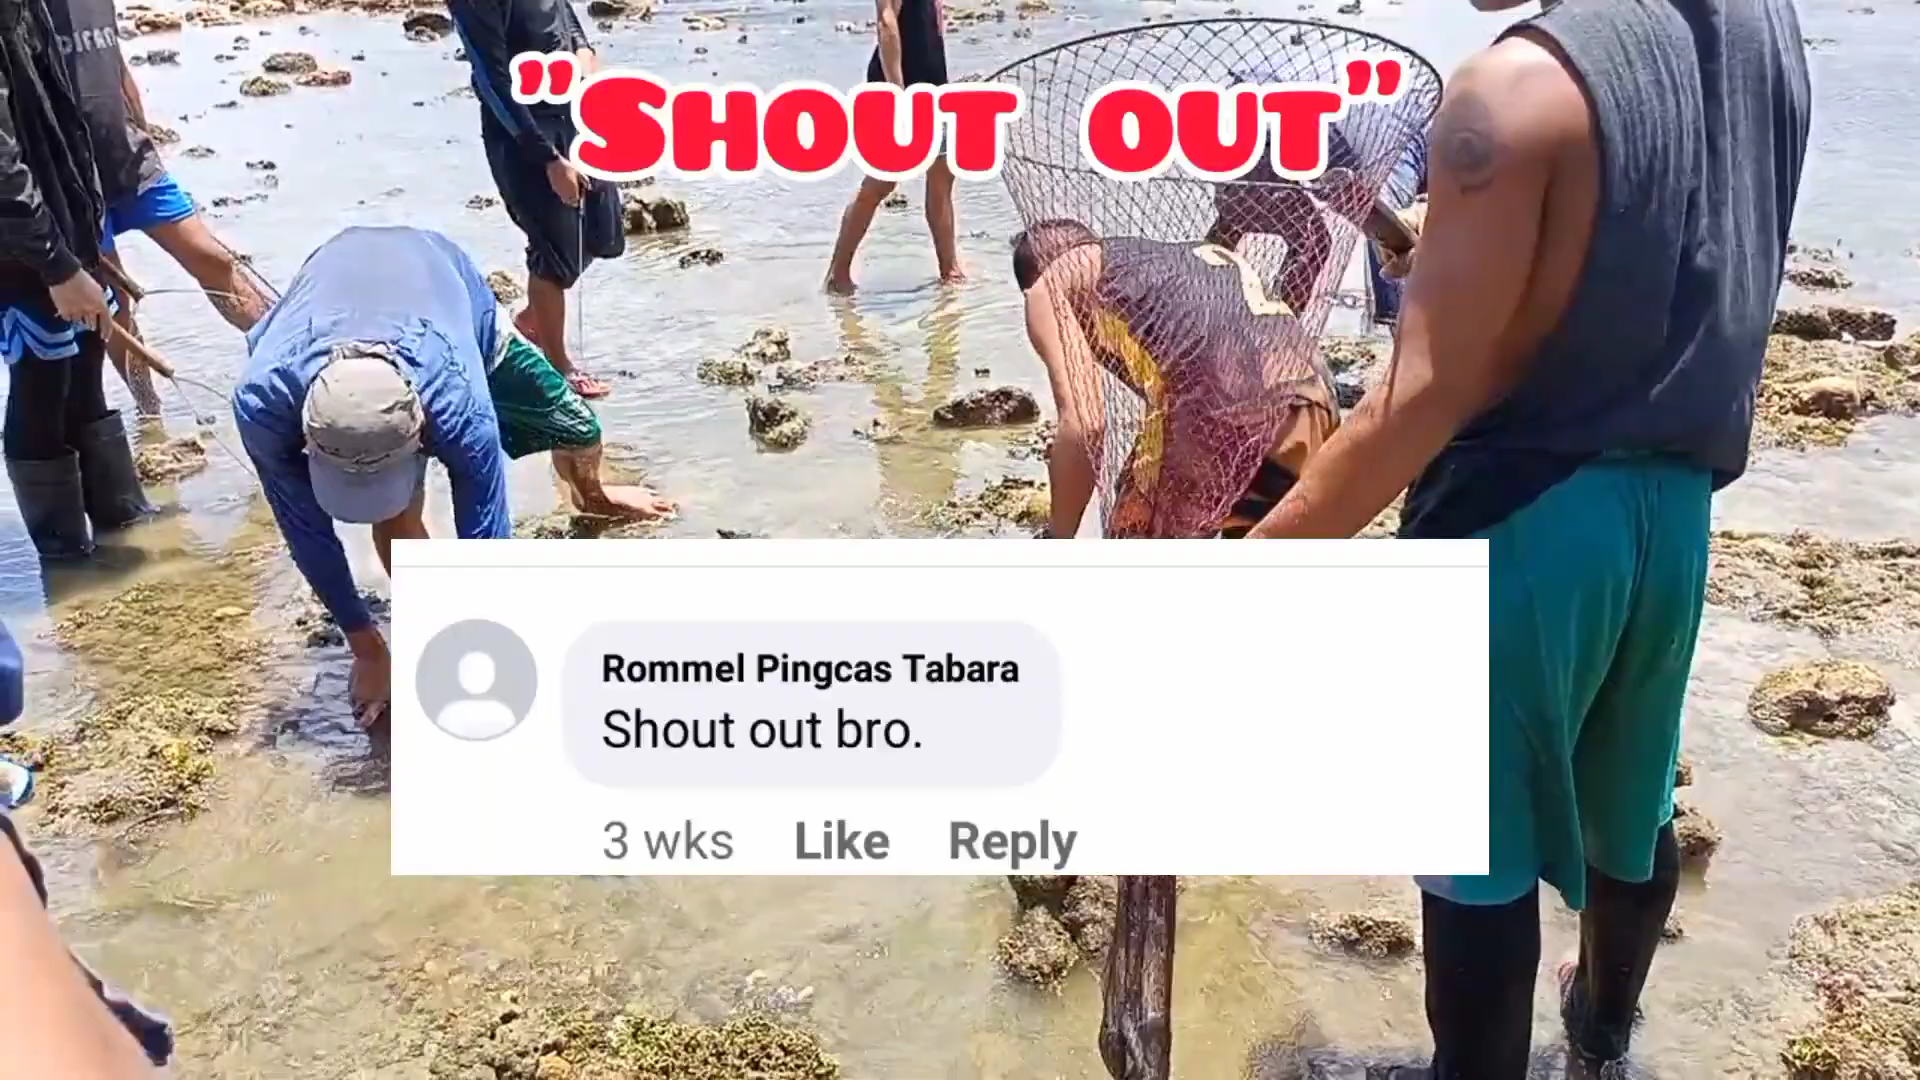 "Shout out"
Rommel Pingcas Tabara
Shout out bro.
3 wks Like Reply